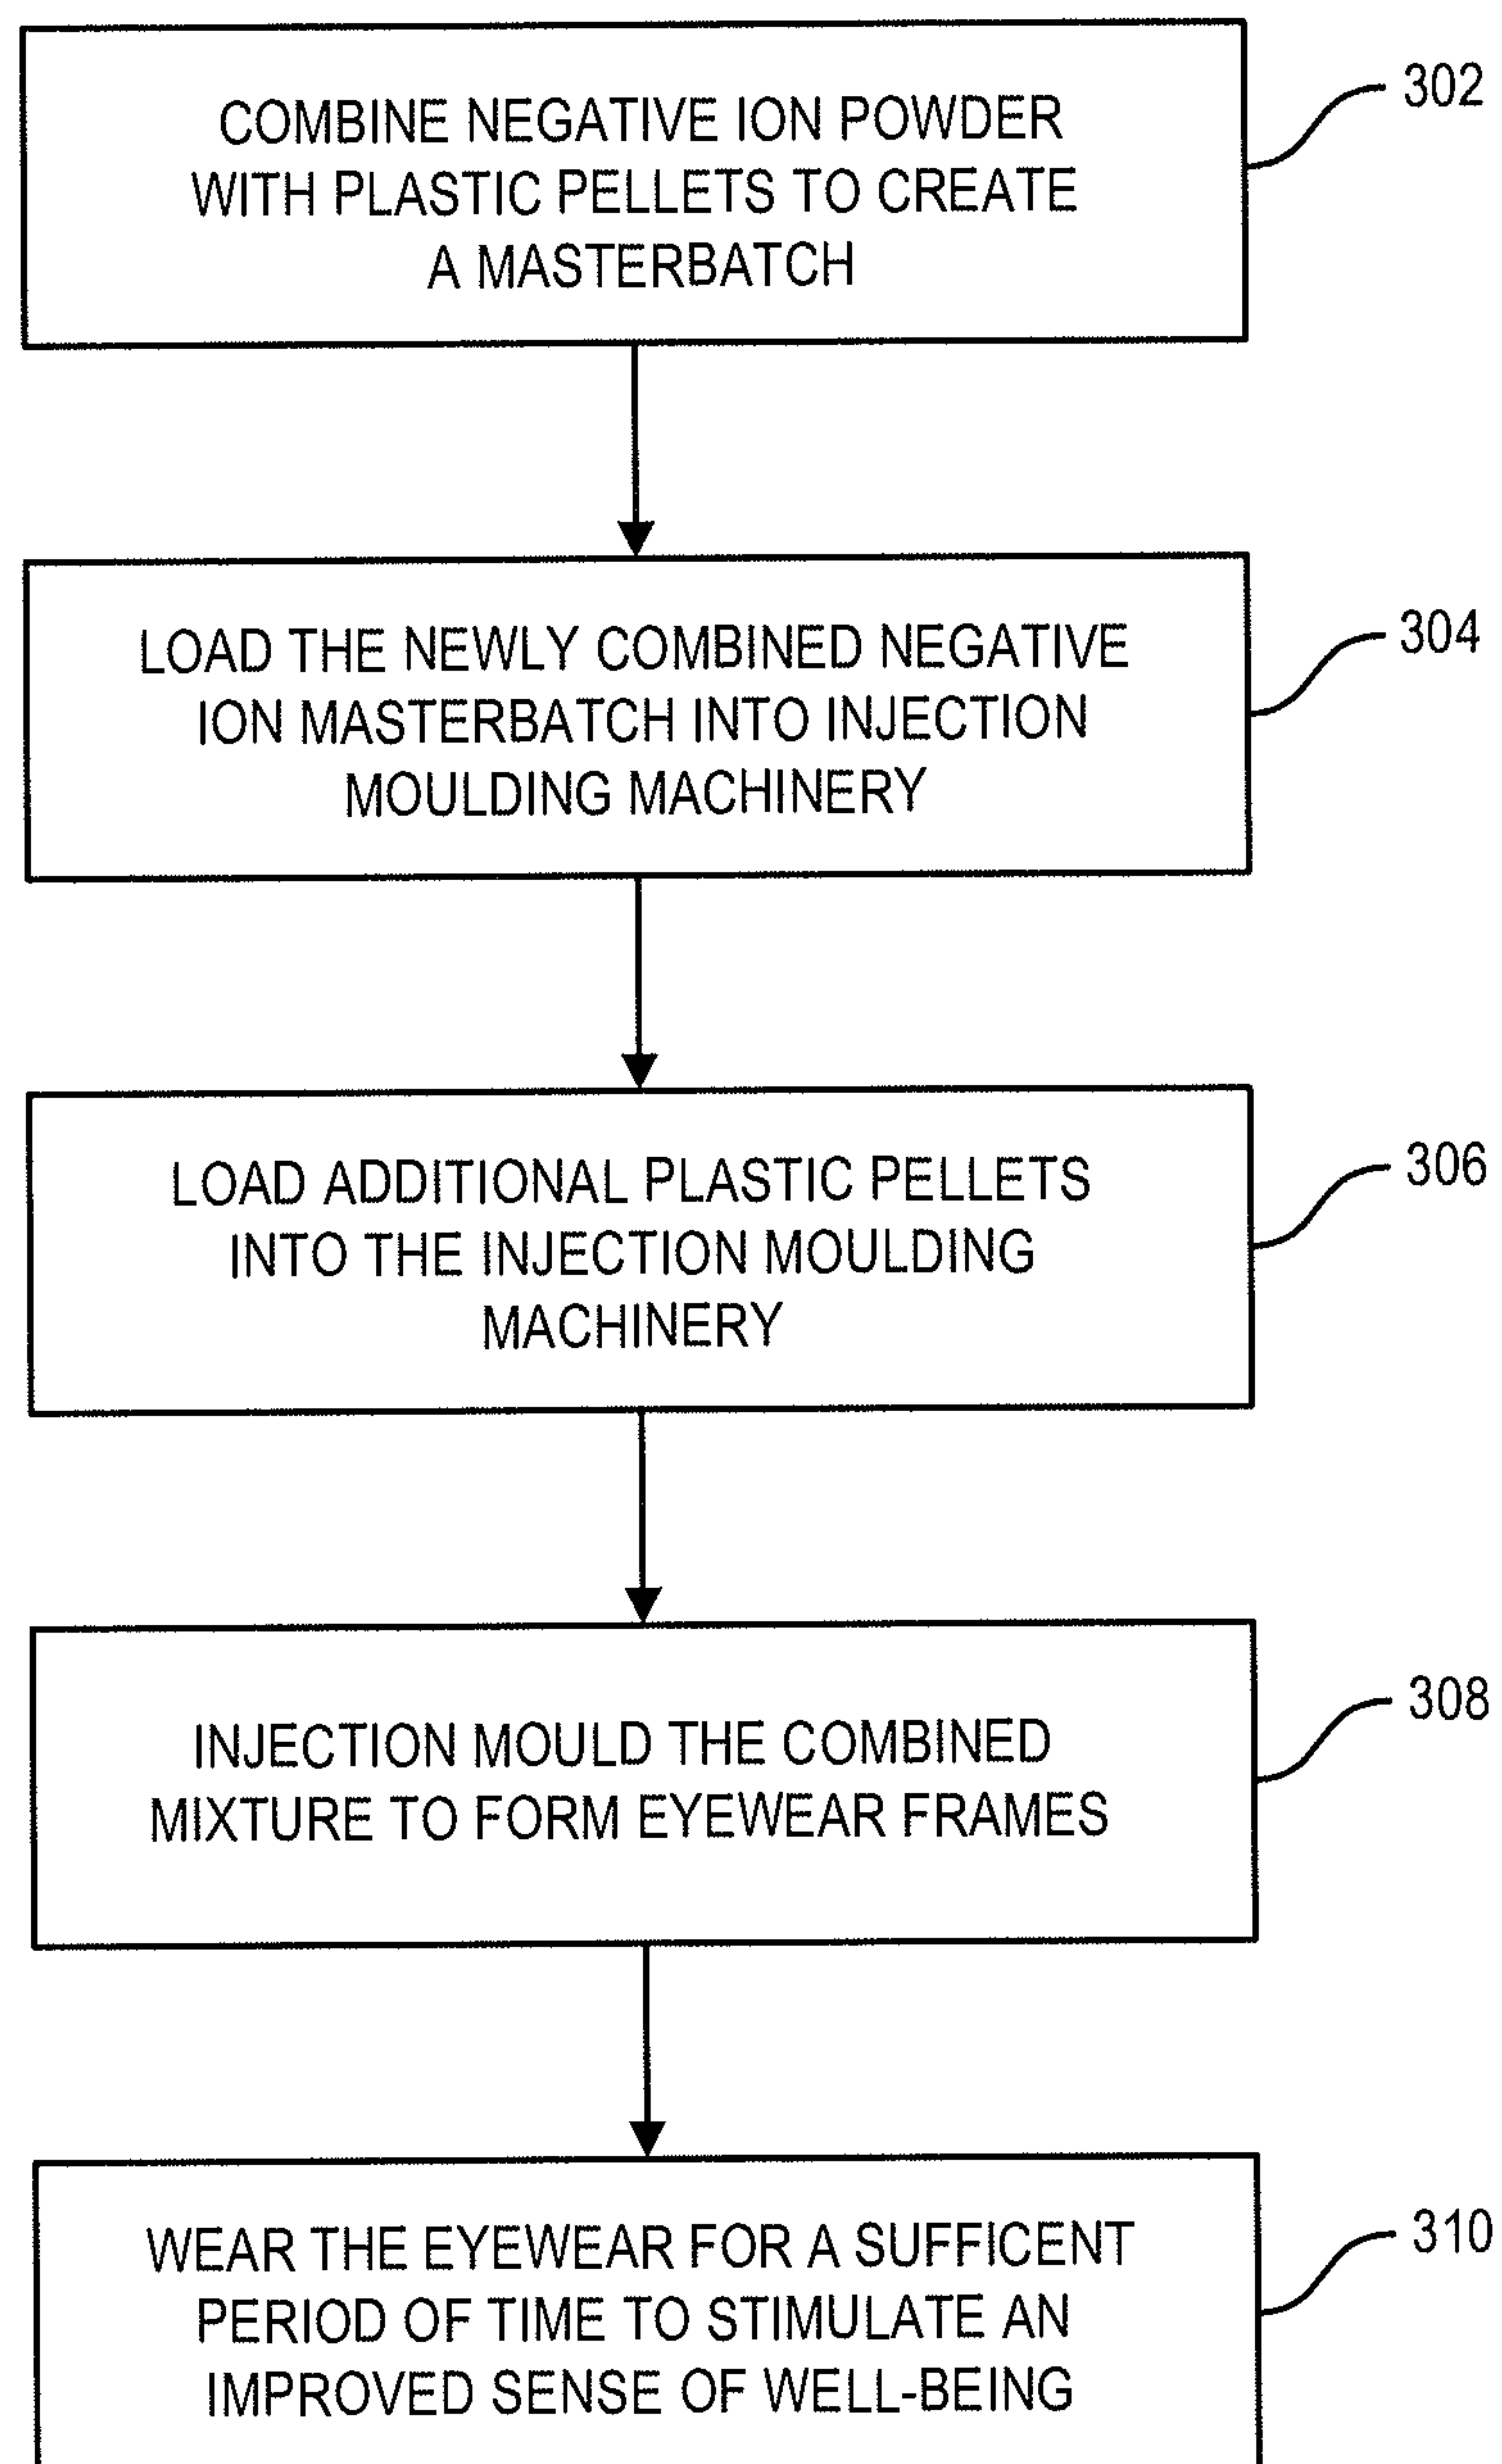 COMBINE NEGATIVE ION POWDER
WITH PLASTIC PELLETS TO CREATE
A MASTERBATCH
302
LOAD THE NEWLY COMBINED NEGATIVE
ION MASTERBATCH INTO INJECTION
MOULDING MACHINERY
304
LOAD ADDITIONAL PLASTIC PELLETS
INTO THE INJECTION MOULDING
MACHINERY
306
INJECTION MOULD THE COMBINED
MIXTURE TO FORM EYEWEAR FRAMES
308
WEAR THE EYEWEAR FOR A SUFFICENT
PERIOD OF TIME TO STIMULATE AN
IMPROVED SENSE OF WELL-BEING
310